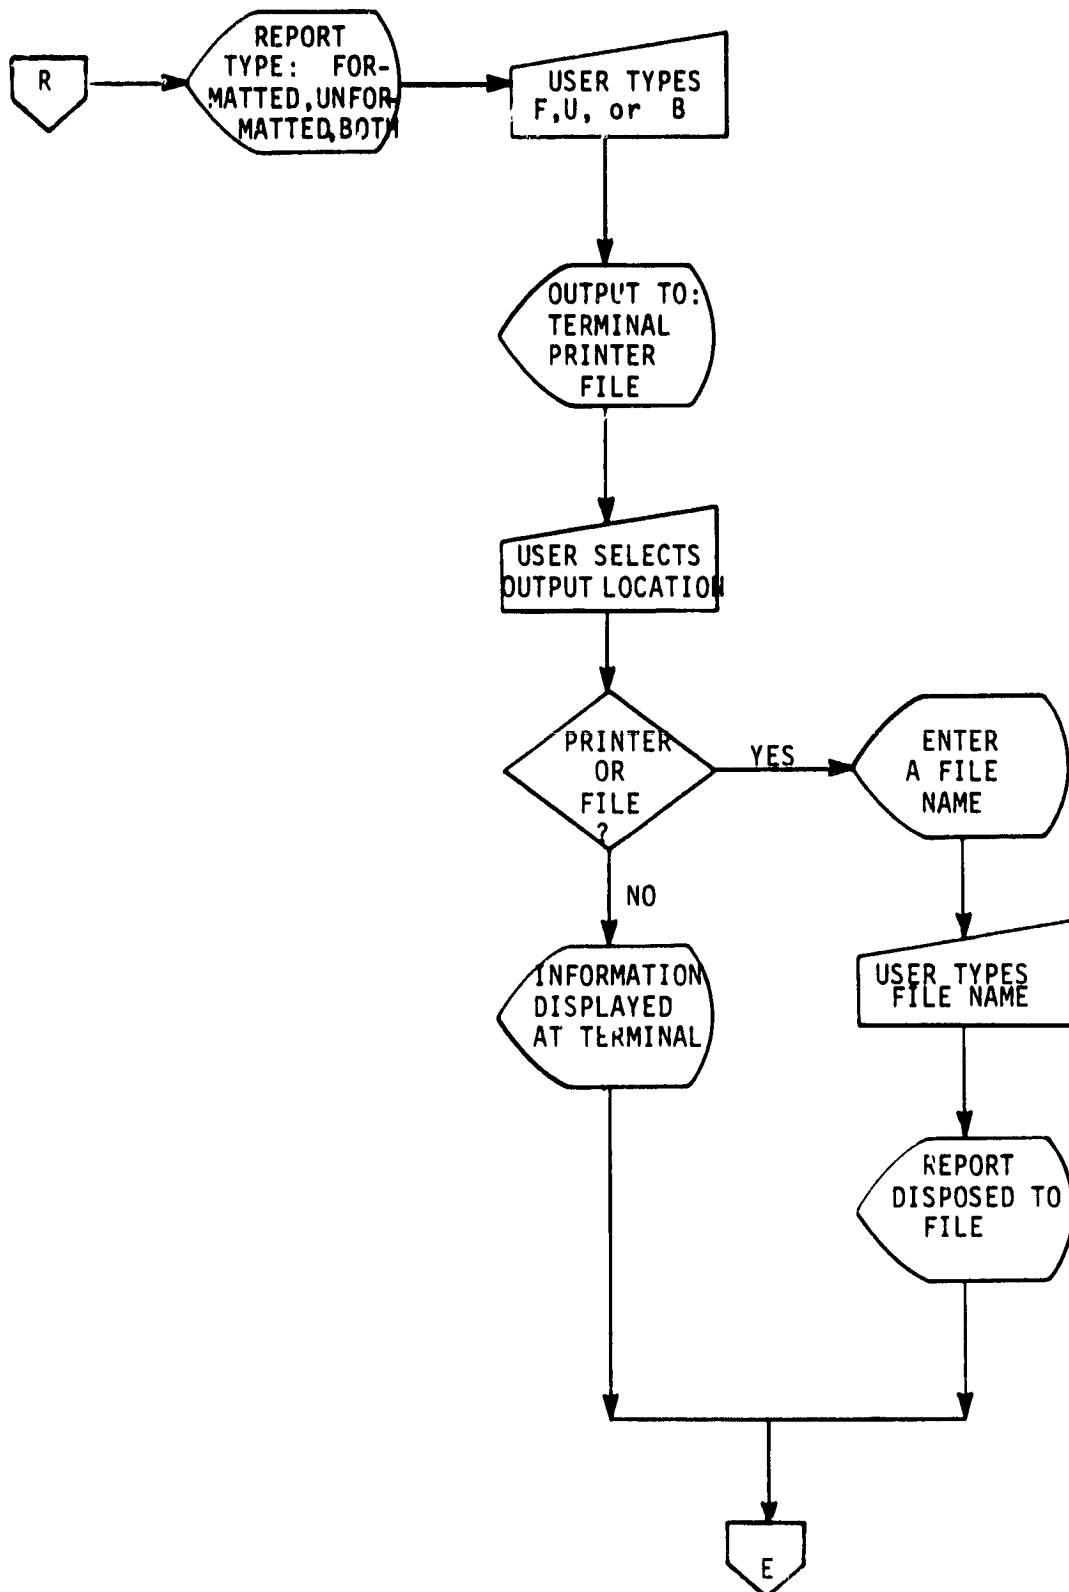 R
REPORT
TYPE: FOR-
MATTED,UNFOR-
MATTED,BOTH
USER TYPES
F,U, or B
OUTPUT TO:
TERMINAL
PRINTER
FILE
USER SELECTS
OUTPUT LOCATION
PRINTER
OR
FILE
?
YES
ENTER
A FILE
NAME
NO
INFORMATION
DISPLAYED
AT TERMINAL
USER TYPES
FILE NAME
REPORT
DISPOSED TO
FILE
E